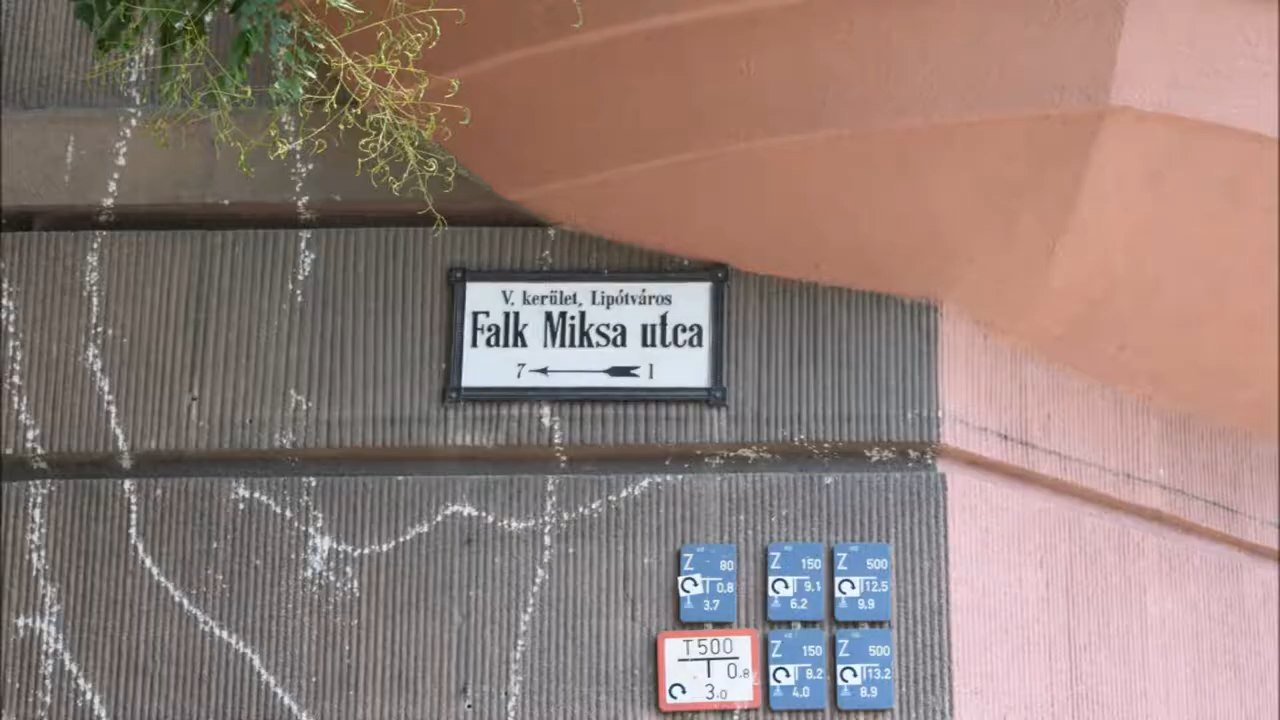 V. kerület, Lipótváros
Falk Miksa utca
7 1
Z 80
0,8
3.7
Z 150
9,1
6.2
Z 500
12,5
9.9
T500
0,8
3,0
Z 150
8,2
4.0
Z 500
13,2
8.9